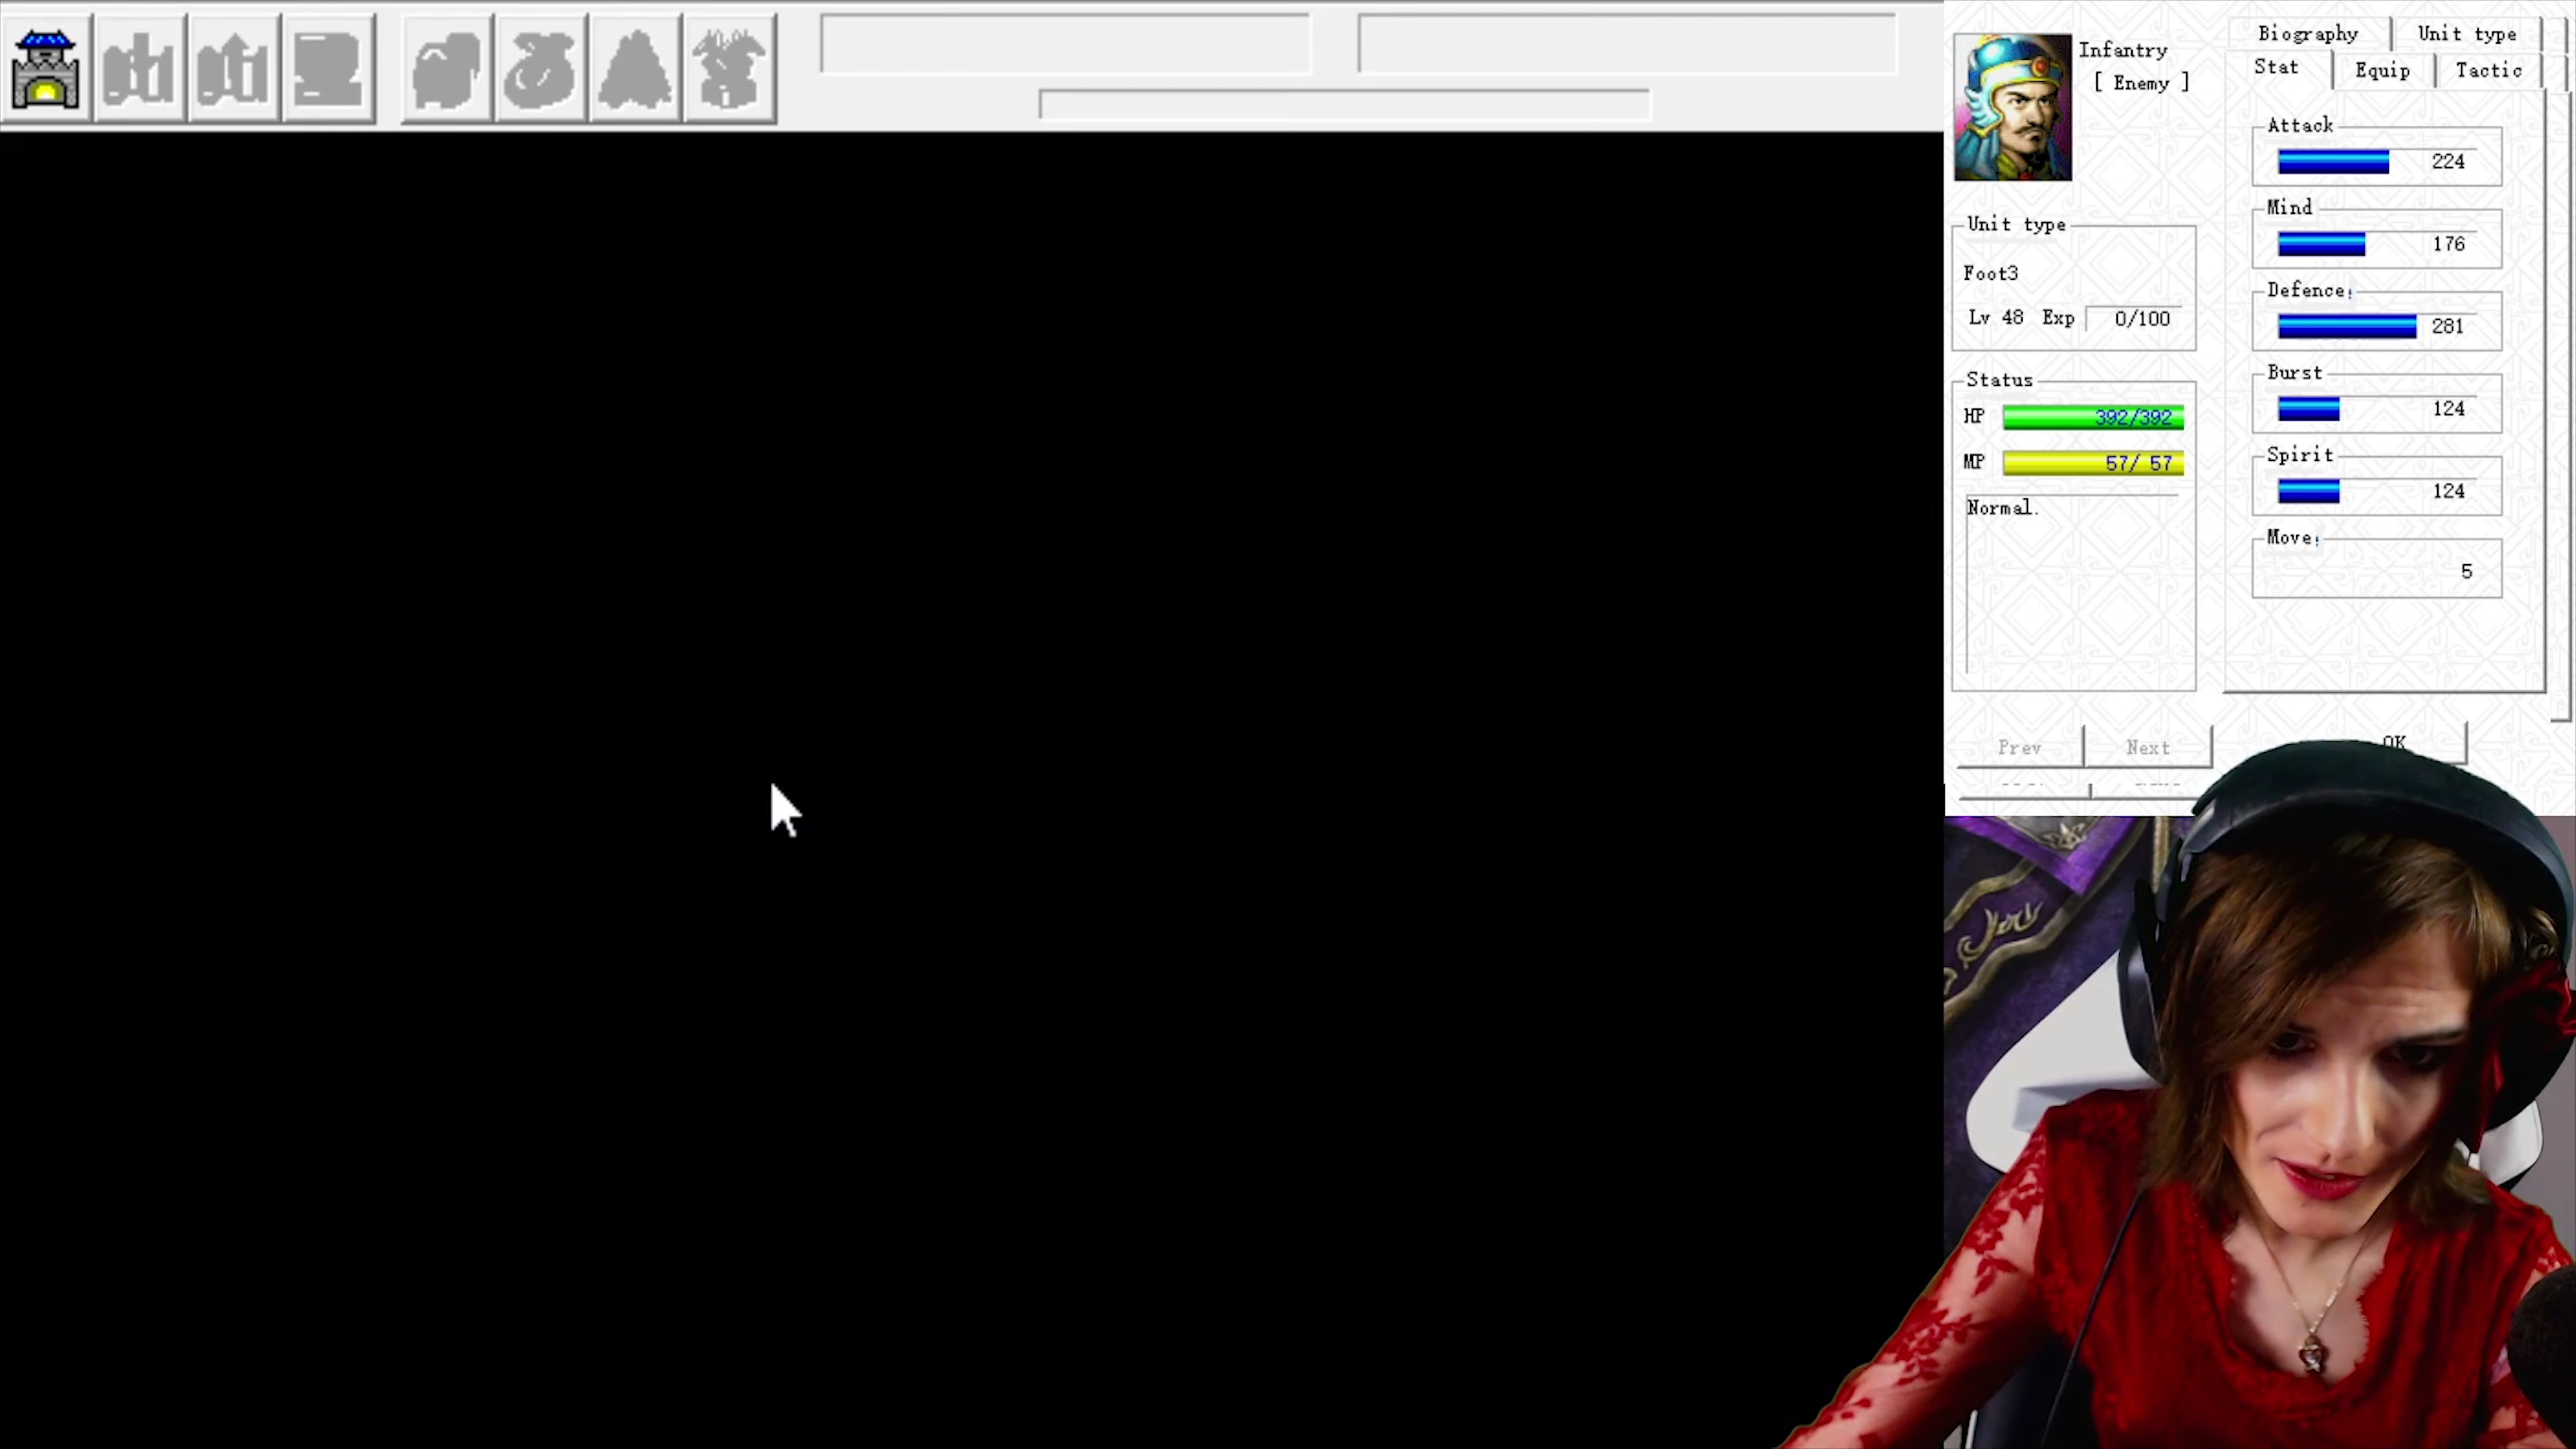 Infantry
[ Enemy ]
Unit type
Foot3
Lv 48 Exp 0/100
Status
HP 392/392
MP 57/ 57
Normal.
Biography Unit type
Stat Equip Tactic
Attack
224
Mind
176
Defence
281
Burst
124
Spirit
124
Move
5
Prev Next OK